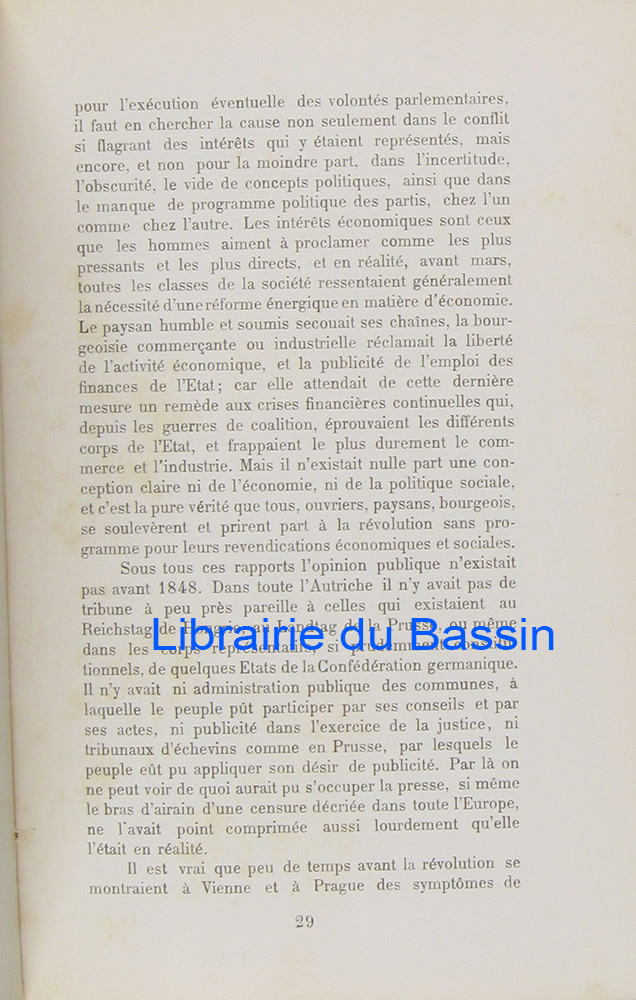 pour l'exécution éventuelle des volontés parlementaires,
il faut en chercher la cause non seulement dans le conflit
si flagrant des intérêts qui y étaient représentés, mais
encore, et non pour la moindre part, dans l'incertitude,
l'obscurité, le vide de concepts politiques, ainsi que dans
le manque de programme politique des partis, chez l'un
comme chez l'autre. Les intérêts économiques sont ceux
que les hommes aiment à proclamer comme les plus
pressants et les plus directs, et en réalité, avant mars,
toutes les classes de la société ressentaient généralement
la nécessité d'une réforme énergique en matière d'économie.
Le paysan humble et soumis secouait ses chaînes, la bour-
geoisie commerçante ou industrielle réclamait la liberté
de l'activité économique, et la publicité de l'emploi des
finances de l'Etat; car elle attendait de cette dernière
mesure un remède aux crises financières continuelles qui,
depuis les guerres de coalition, éprouvaient les différents
corps de l'Etat, et frappaient le plus durement le com-
merce et l'industrie. Mais il n'existait nulle part une con-
ception claire ni de l'économie, ni de la politique sociale,
et c'est la pure vérité que tous, ouvriers, paysans, bourgeois,
se soulevèrent et prirent part à la révolution sans pro-
gramme pour leurs revendications économiques et sociales.
Sous tous ces rapports l'opinion publique n'existait
pas avant 1848. Dans toute l'Autriche il n'y avait pas de
tribune à peu près pareille à celles qui existaient au
Reichstag de Hongrie, au Landtag de la Prusse, ou même
Librairie du Bassin
dans les corps représentatifs, si prudemment constitu-
tionnels, de quelques Etats de la Confédération germanique.
Il n'y avait ni administration publique des communes, à
laquelle le peuple pût participer par ses conseils et par
ses actes, ni publicité dans l'exercice de la justice, ni
tribunaux d'échevins comme en Prusse, par lesquels le
peuple eût pu appliquer son désir de publicité. Par là on
ne peut voir de quoi aurait pu s'occuper la presse, si même
le bras d'airain d'une censure décriée dans toute l'Europe,
ne l'avait point comprimée aussi lourdement qu'elle
l'était en réalité.
Il est vrai que peu de temps avant la révolution se
montraient à Vienne et à Prague des symptômes de
29